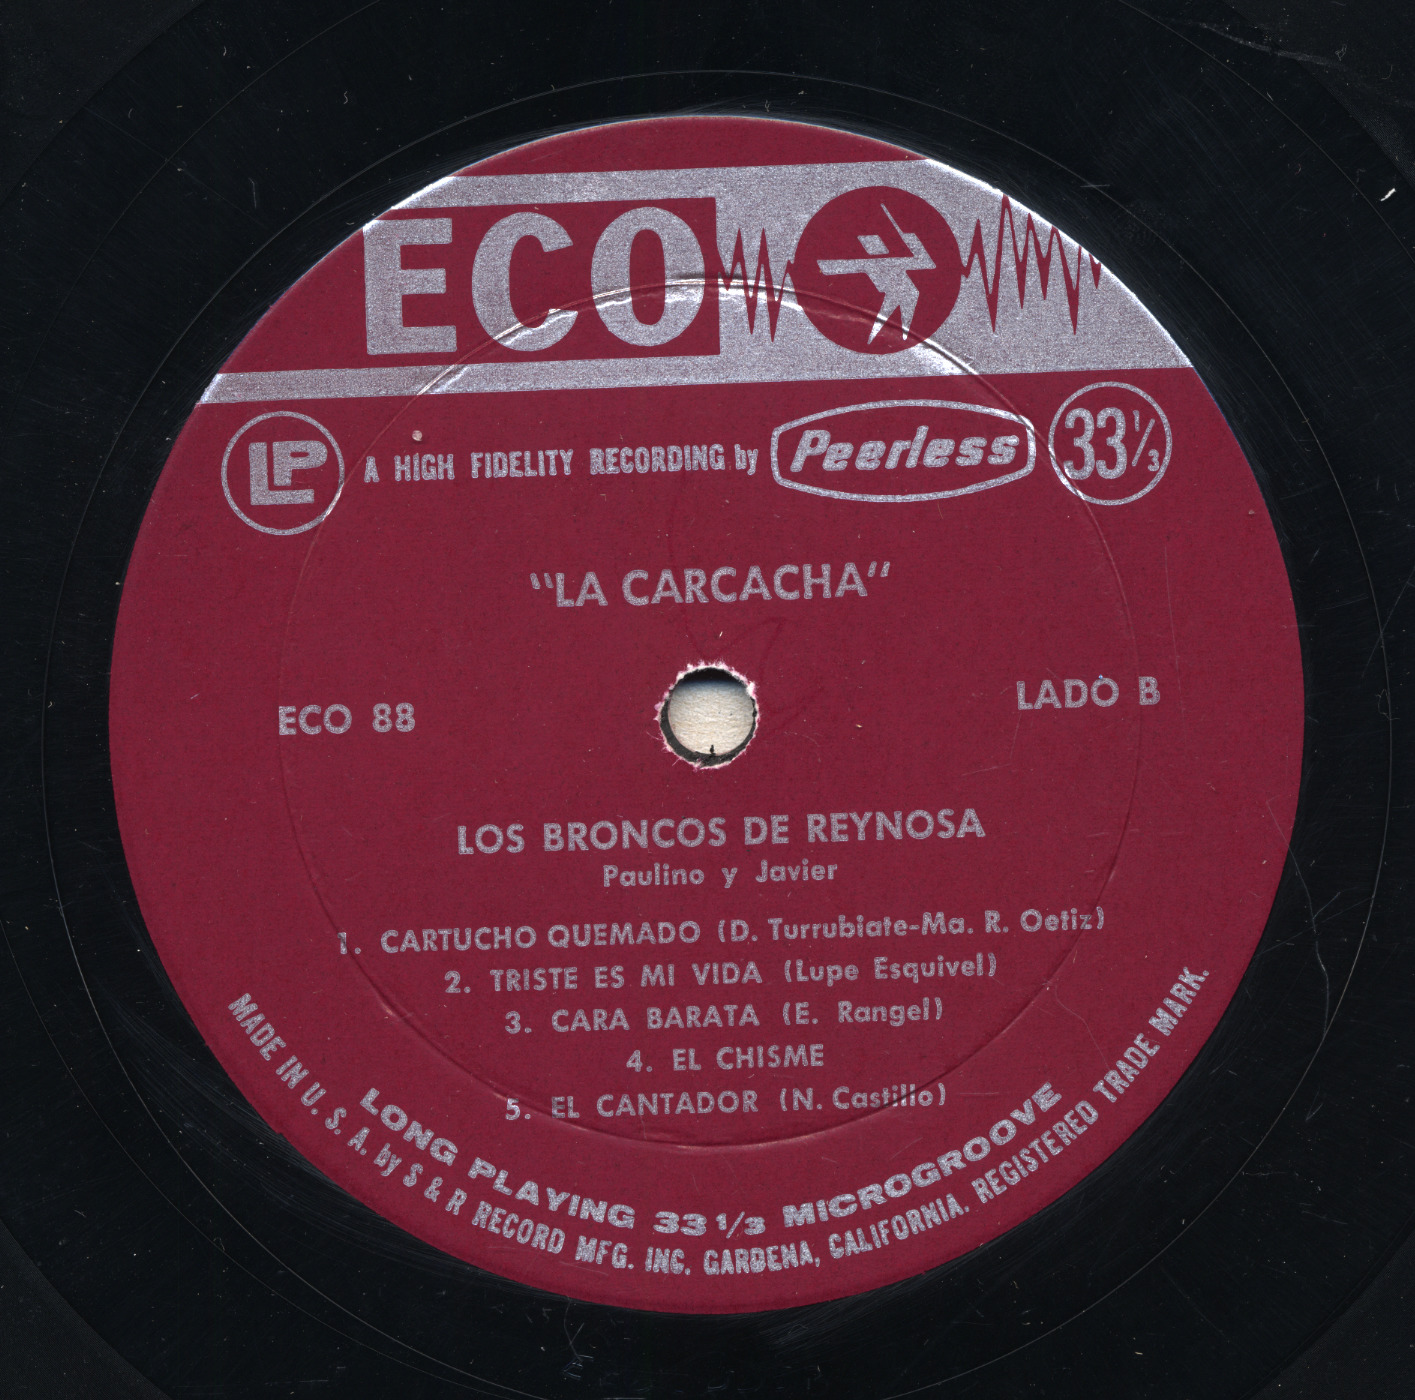 ECO
LP A HIGH FIDELITY RECORDING by Peerless 33 1/3
"LA CARCACHA"
ECO 88
LADO B
LOS BRONCOS DE REYNOSA
Paulino y Javier
1. CARTUCHO QUEMADO (D. Turrubiate-Ma. R. Oetiz)
2. TRISTE ES MI VIDA (Lupe Esquivel)
3. CARA BARATA (E. Rangel)
4. EL CHISME
5. EL CANTADOR (N. Castillo)
LONG PLAYING 33 1/3 MICROGROOVE
MADE IN U. S. A. by S & R RECORD MFG. INC. GARDENA, CALIFORNIA. REGISTERED TRADE MARK.